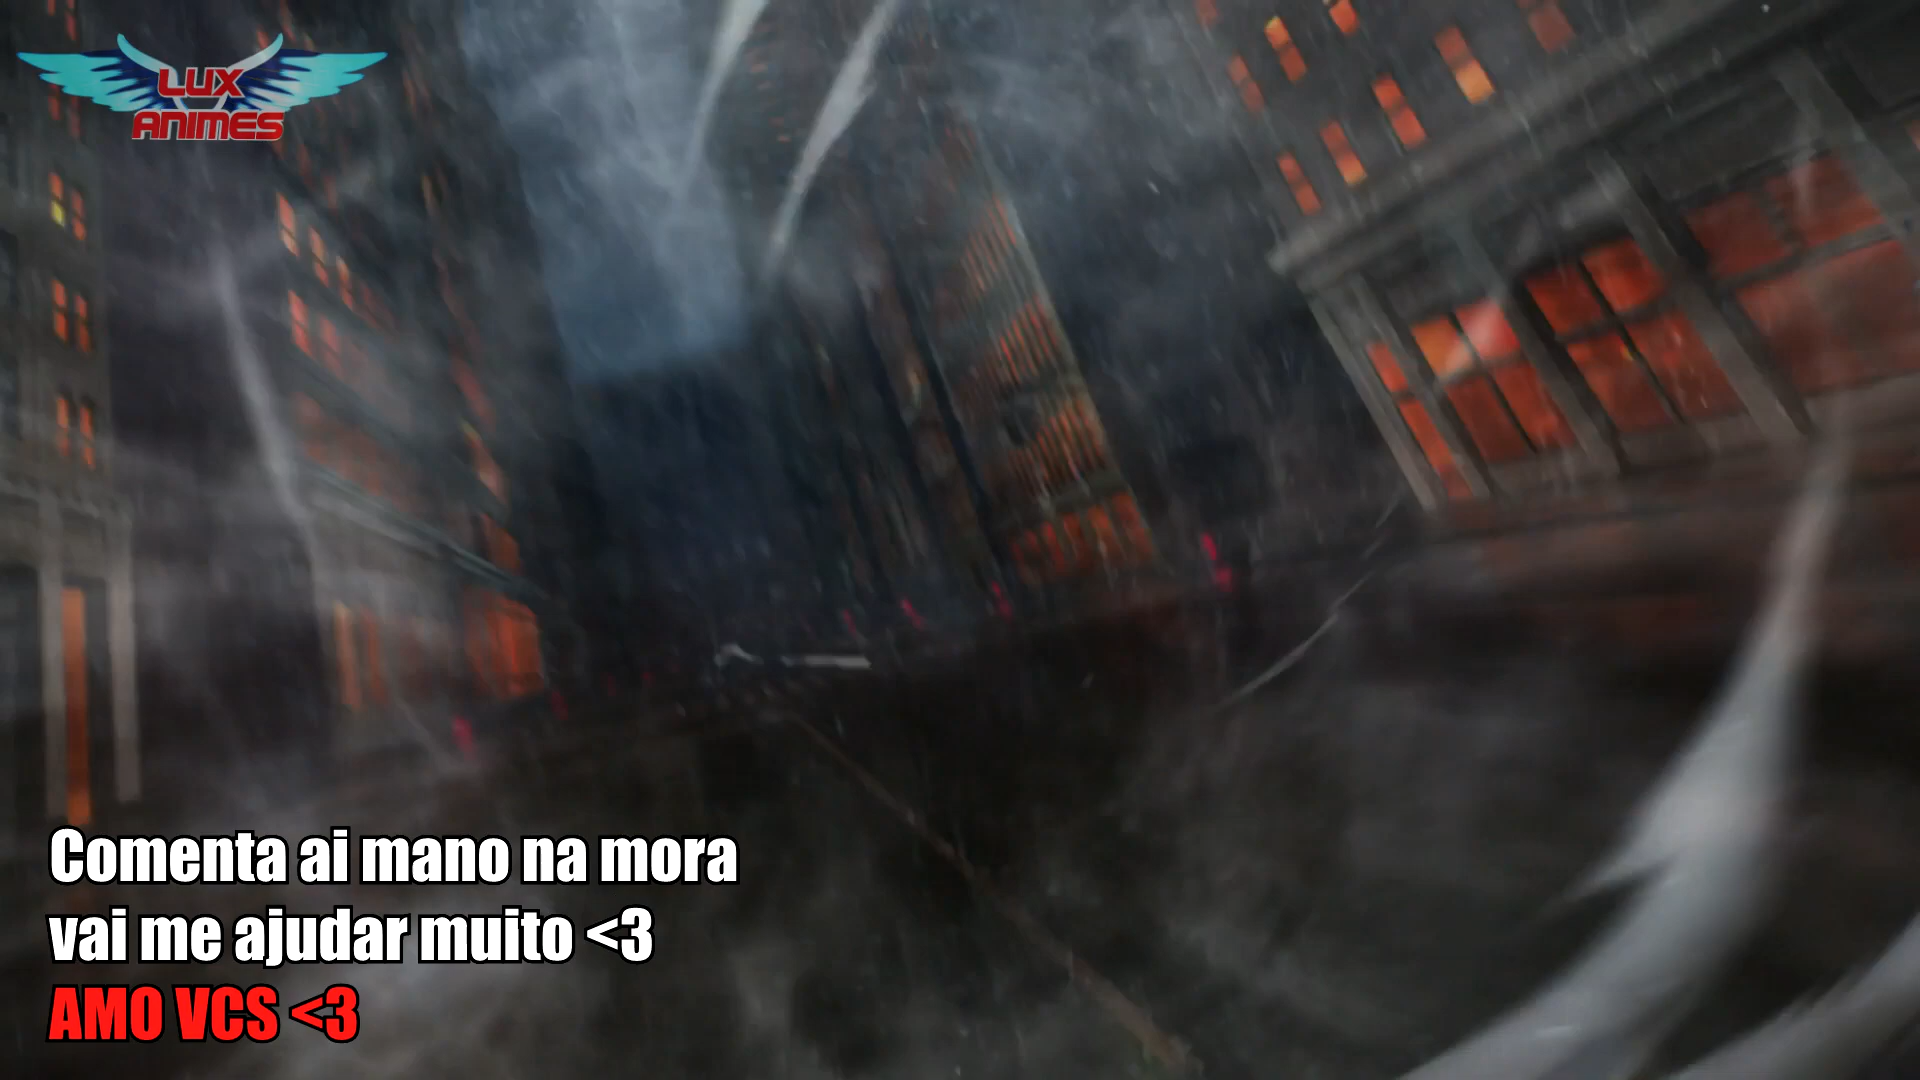 LUX
ANIMES
Comenta ai mano na mora
vai me ajudar muito <3
AMO VCS <3